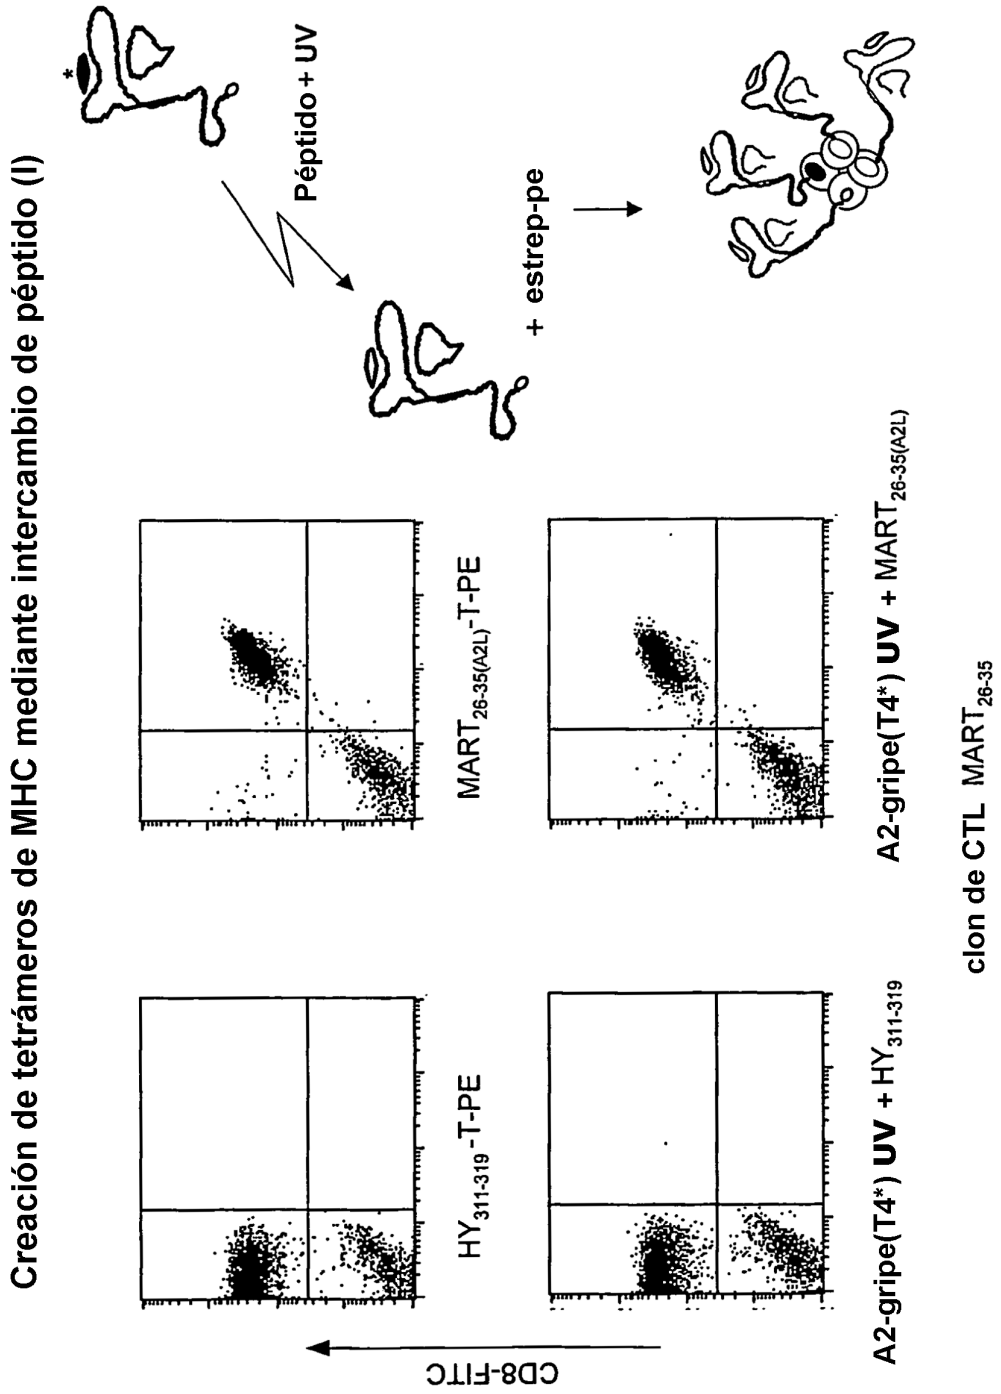 Creación de tetrámeros de MHC mediante intercambio de péptido (I)
*
Péptido + UV
+ estrep-pe
CD8-FITC
HY311-319-T-PE
MART26-35(A2L)-T-PE
A2-gripe(T4*) UV + HY311-319
A2-gripe(T4*) UV + MART26-35(A2L)
clon de CTL MART26-35